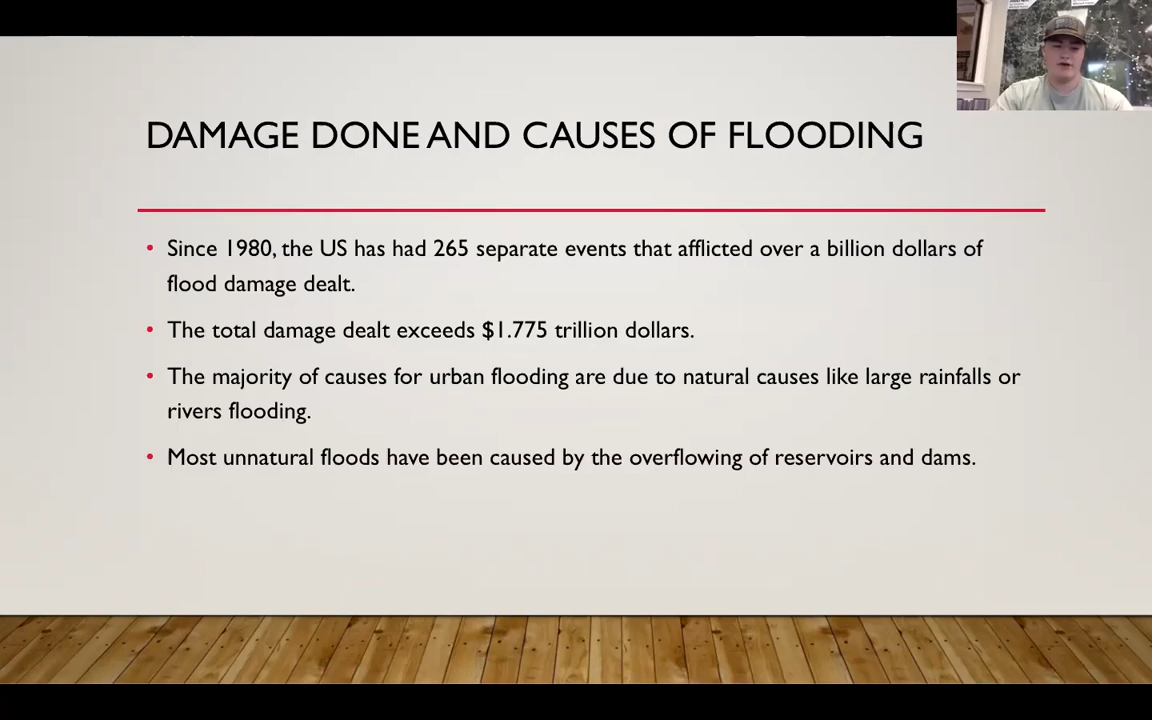 DAMAGE DONE AND CAUSES OF FLOODING
• Since 1980, the US has had 265 separate events that afflicted over a billion dollars of
flood damage dealt.
• The total damage dealt exceeds $1.775 trillion dollars.
• The majority of causes for urban flooding are due to natural causes like large rainfalls or
rivers flooding.
• Most unnatural floods have been caused by the overflowing of reservoirs and dams.